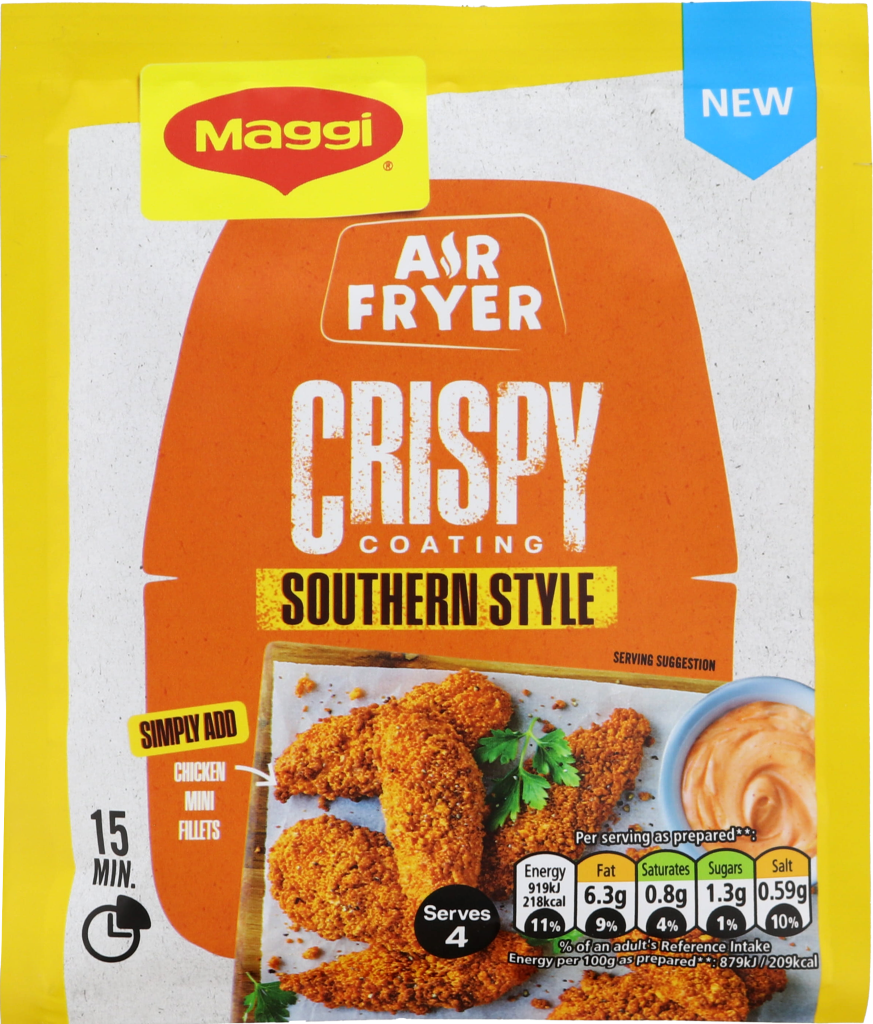 Maggi
®
NEW
AIR
FRYER
CRISPY
COATING
SOUTHERN STYLE
SERVING SUGGESTION
SIMPLY ADD
CHICKEN
MINI
FILLETS
15
MIN.
Serves
4
Per serving as prepared**:
Energy Fat Saturates Sugars Salt
919kJ
218kcal 6.3g 0.8g 1.3g 0.59g
11% 9% 4% 1% 10%
% of an adult's Reference Intake
Energy per 100g as prepared**: 879kJ / 209kcal